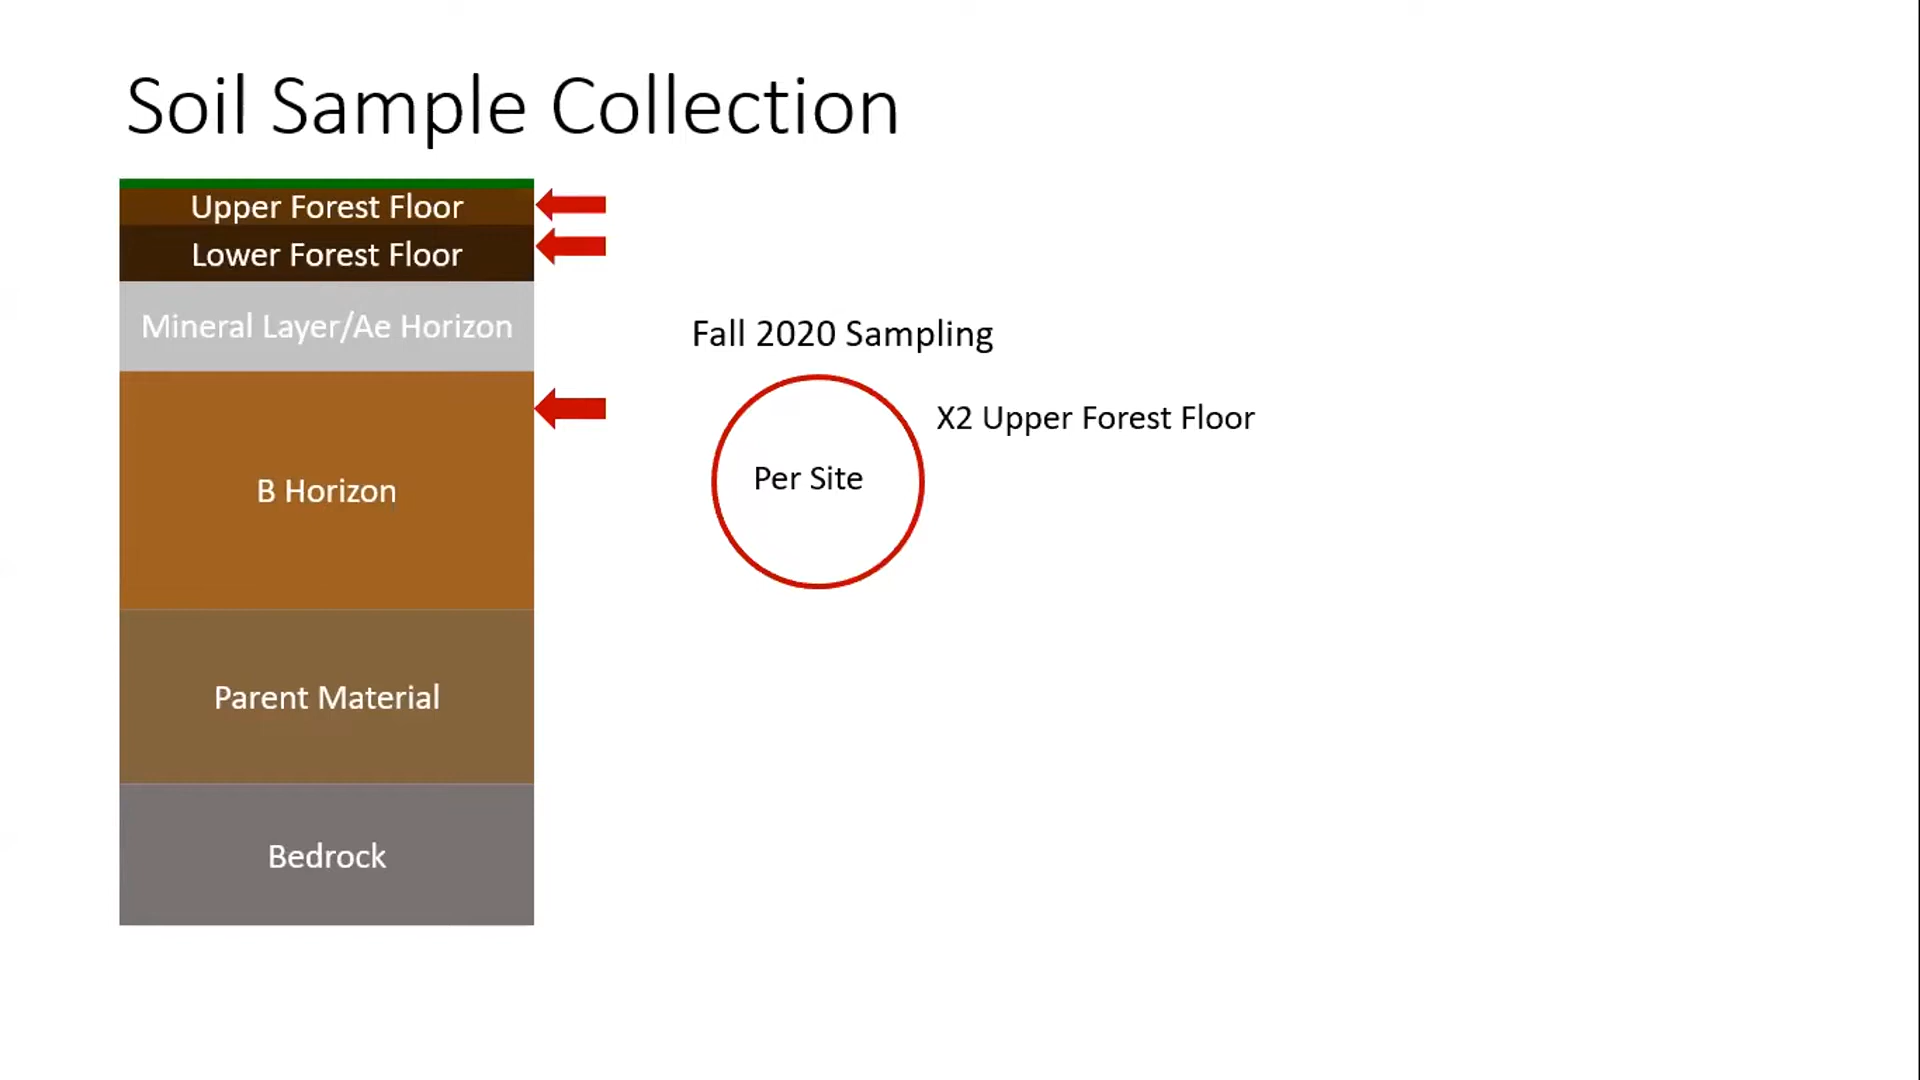 Soil Sample Collection
Upper Forest Floor
Lower Forest Floor
Mineral Layer/Ae Horizon
B Horizon
Parent Material
Bedrock
Fall 2020 Sampling
Per Site
X2 Upper Forest Floor